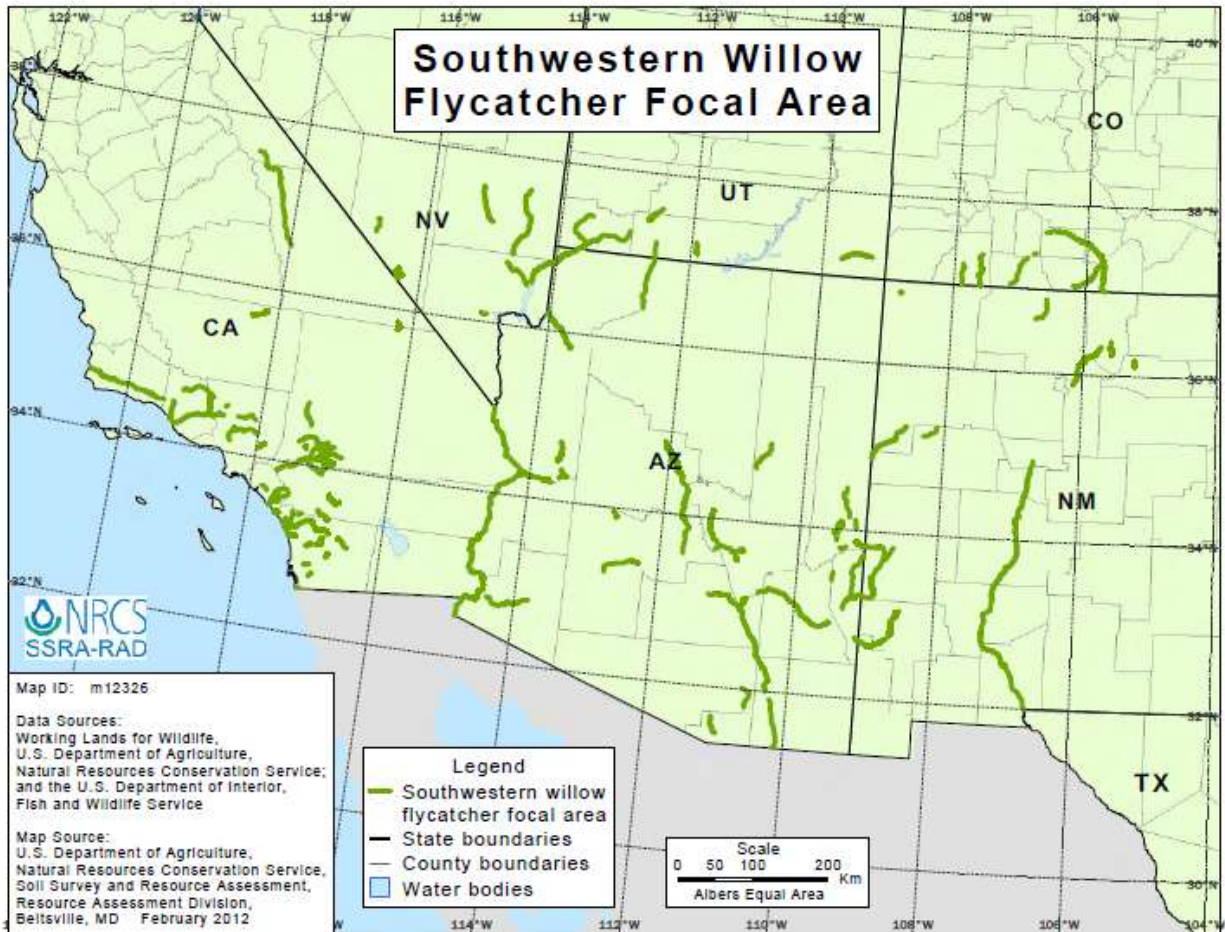 122°W 120°W 118°W 116°W 114°W 112°W 110°W 108°W 106°W
Southwestern Willow
Flycatcher Focal Area
40°N
CO
UT
38°N
NV
36°N
CA
36°N
34°N
AZ
NM
34°N
32°N
NRCS
SSRA-RAD
32°N
Map ID: m12326
Data Sources:
Working Lands for Wildlife,
U.S. Department of Agriculture,
Natural Resources Conservation Service;
and the U.S. Department of Interior,
Fish and Wildlife Service
Map Source:
U.S. Department of Agriculture,
Natural Resources Conservation Service,
Soil Survey and Resource Assessment,
Resource Assessment Division,
Beltsville, MD February 2012
Legend
Southwestern willow
flycatcher focal area
State boundaries
County boundaries
Water bodies
Scale
0 50 100 200
Km
Albers Equal Area
TX
30°N
114°W 112°W 110°W 108°W 106°W 104°W